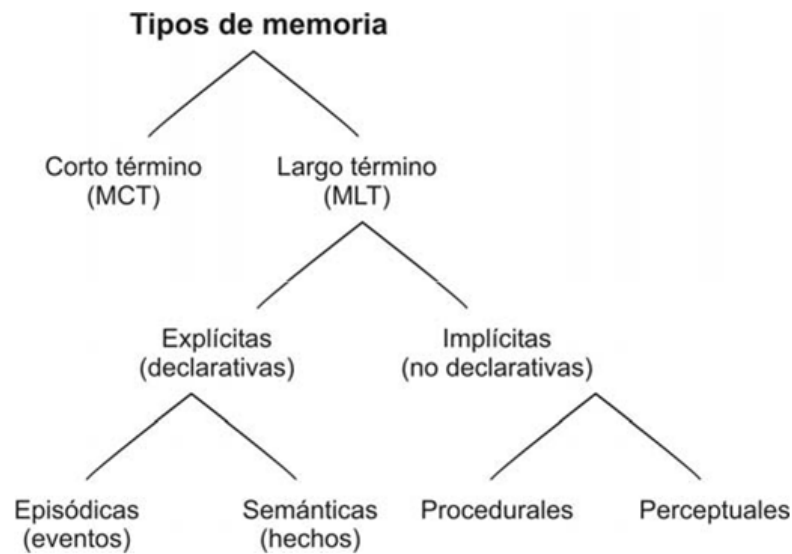 Tipos de memoria
Corto término
(MCT)
Largo término
(MLT)
Explícitas
(declarativas)
Implícitas
(no declarativas)
Episódicas
(eventos)
Semánticas
(hechos)
Procedurales
Perceptuales